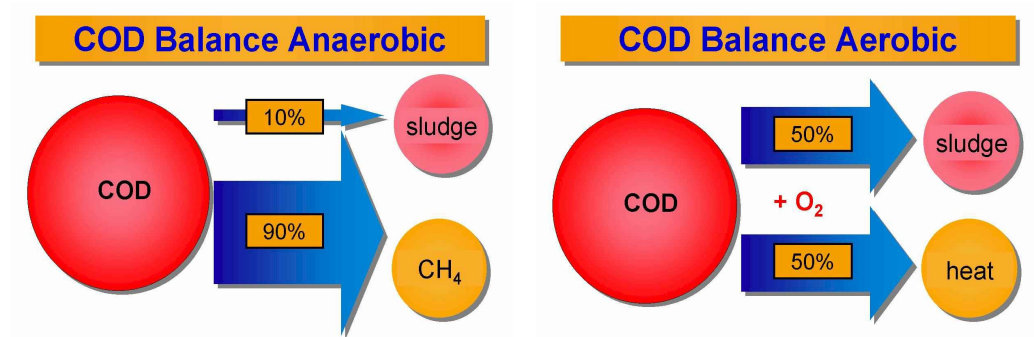 COD Balance Anaerobic
10%
sludge
COD
90%
CH₄
COD Balance Aerobic
50%
sludge
COD
+ O₂
50%
heat